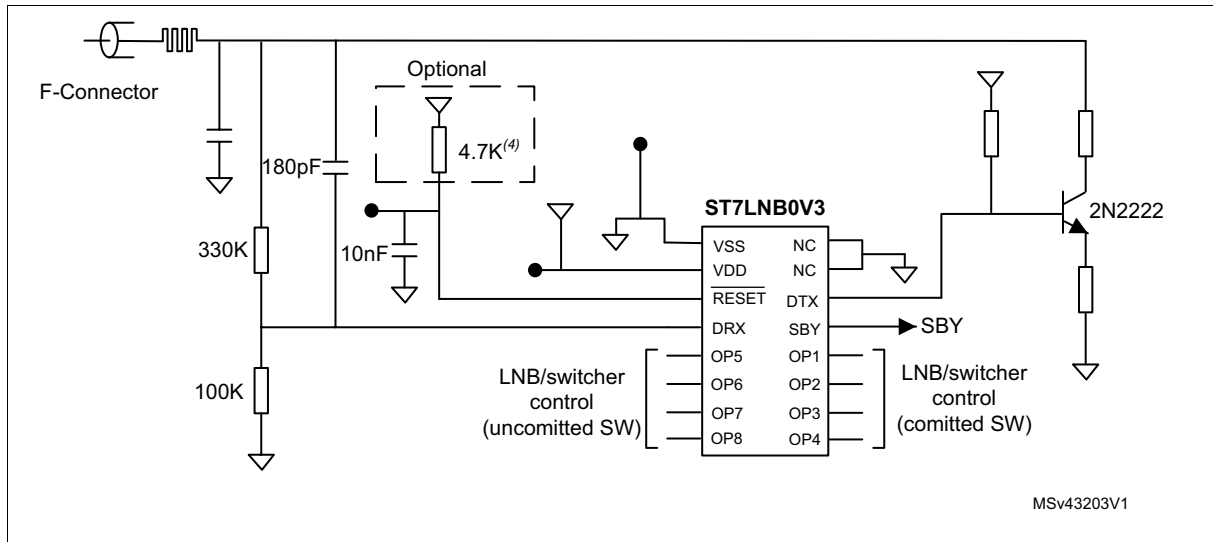 Optional
F-Connector
4.7K(4)
180pF
ST7LNB0V3
2N2222
330K
10nF
VSS
NC
VDD
NC
RESET
DTX
DRX
SBY
SBY
OP5
OP1
OP6
OP2
OP7
OP3
OP8
OP4
LNB/switcher
control
(uncomitted SW)
LNB/switcher
control
(comitted SW)
100K
MSv43203V1